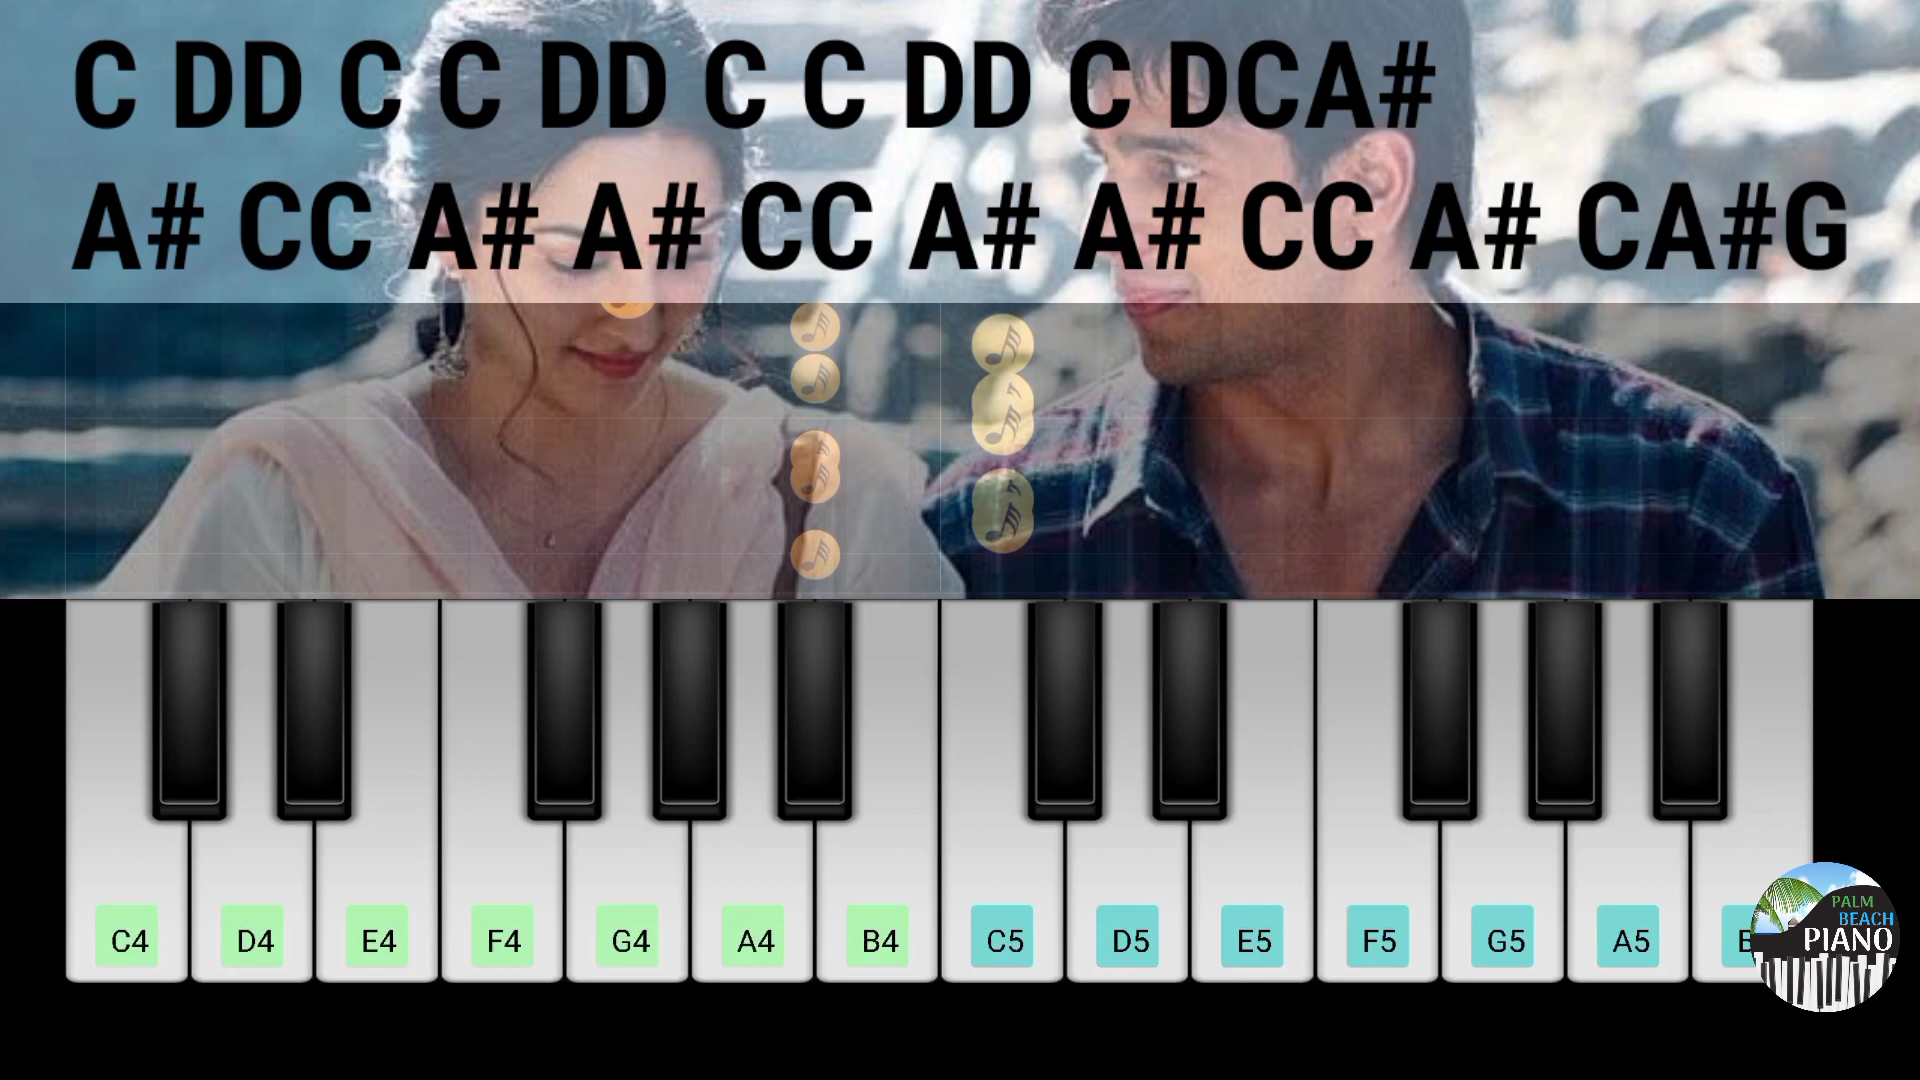 C DD C C DD C C DD C DCA#
A# CC A# A# CC A# A# CC A# CA#G
C4 D4 E4 F4 G4 A4 B4 C5 D5 E5 F5 G5 A5
PALM
BEACH
PIANO